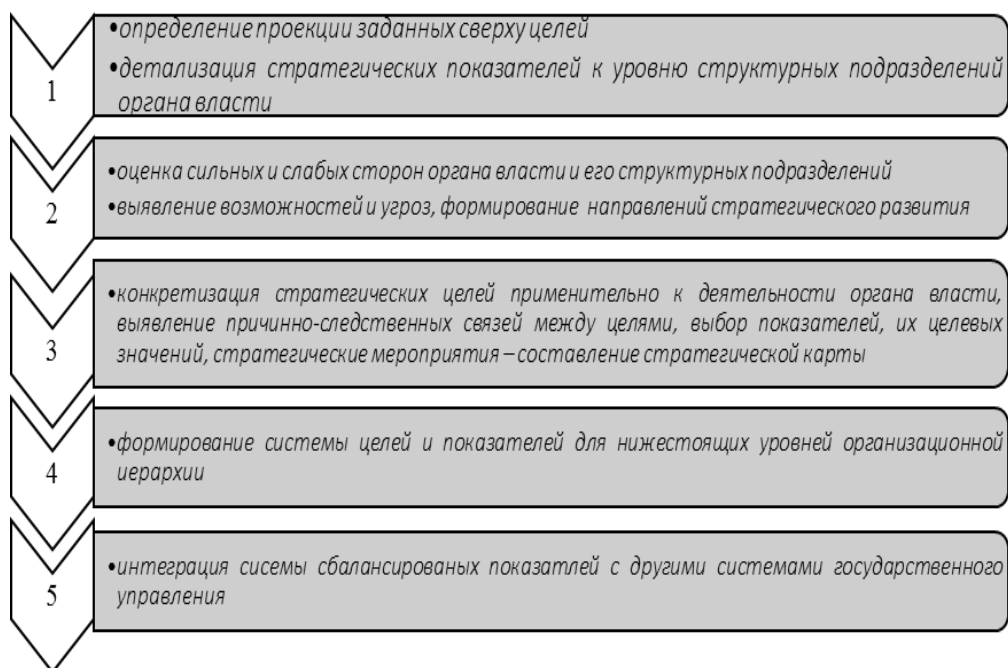 •определение проекции заданных сверху целей
1
•детализация стратегических показателей к уровню структурных подразделений
органа власти
•оценка сильных и слабых сторон органа власти и его структурных подразделений
2
•выявление возможностей и угроз, формирование направлений стратегического развития
•конкретизация стратегических целей применительно к деятельности органа власти,
выявление причинно-следственных связей между целями, выбор показателей, их целевых
3
значений, стратегические мероприятия – составление стратегической карты
•формирование системы целей и показателей для нижестоящих уровней организационной
4
иерархии
•интеграция сисемы сбалансированых показатлей с другими системами государственного
5
управления